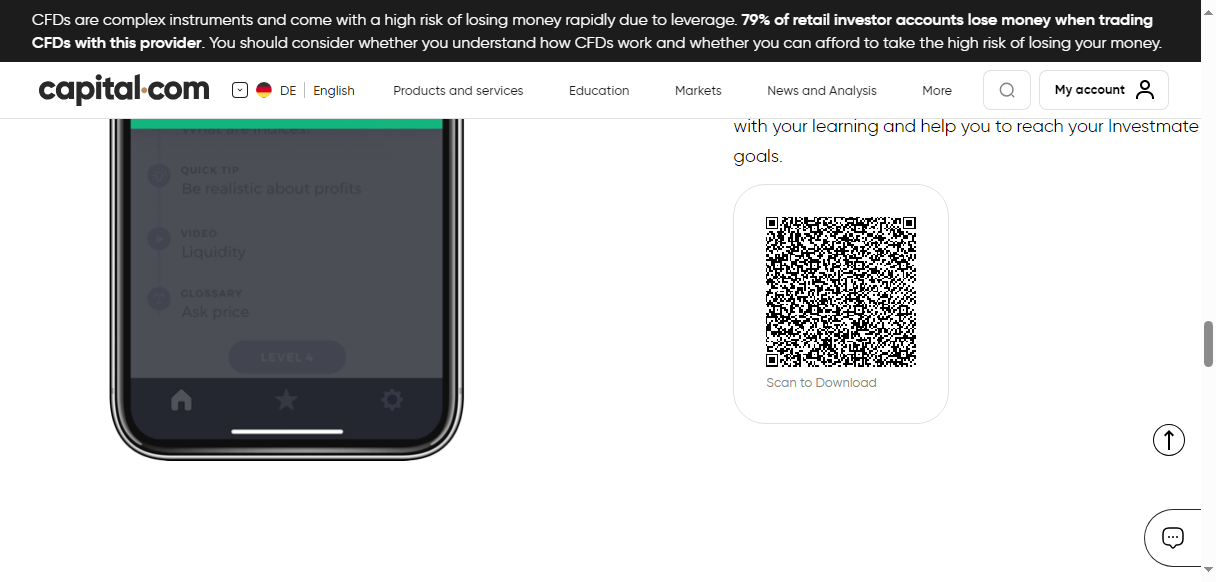 CFDs are complex instruments and come with a high risk of losing money rapidly due to leverage. 79% of retail investor accounts lose money when trading
CFDs with this provider. You should consider whether you understand how CFDs work and whether you can afford to take the high risk of losing your money.
capital.com
DE English
Products and services
Education
Markets
News and Analysis
More
My account
What are indices?
QUICK TIP
Be realistic about profits
VIDEO
Liquidity
GLOSSARY
Ask price
LEVEL 4
with your learning and help you to reach your Investmate
goals.
Scan to Download